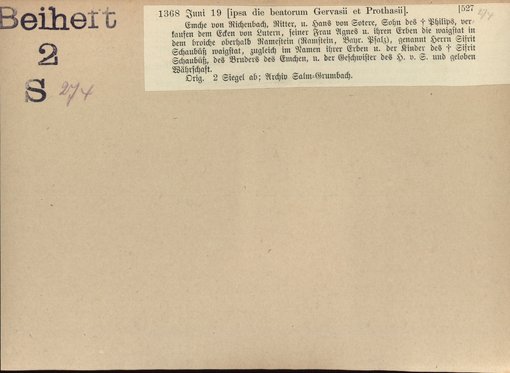 Beiheft
2
S 274
1368 Juni 19 [ipsa die beatorum Gervasii et Prothasii]. [527
Emche von Richenbach, Ritter, u. Hans von Sotere, Sohn des † Philips, ver-
kaufen dem Ecken von Lutern, seiner Frau Agnes u. ihren Erben die waigstat in
dem broiche oberhalb Ramestein (Ramstein, Bayr. Pfalz), genannt Herrn Sifrit
Schaubüß waigstat, zugleich im Namen ihrer Erben u. der Kinder des † Sifrit
Schaubüß, des Bruders des Emchen, u. der Geschwister des H. v. S. und geloben
Währschaft.
Orig. 2 Siegel ab; Archiv Salm-Grumbach.